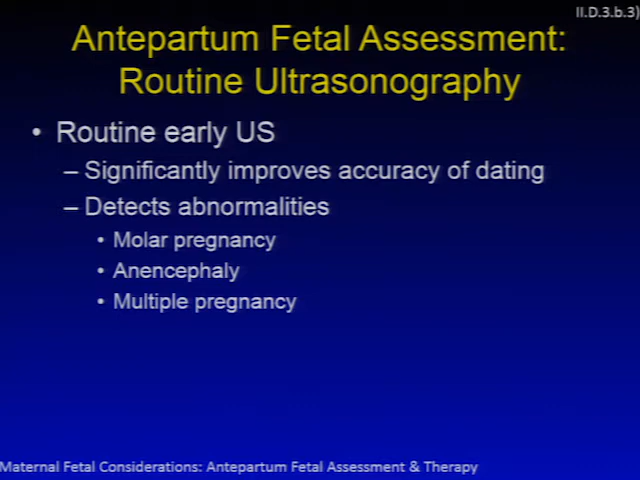 II.D.3.b.3)
Antepartum Fetal Assessment:
Routine Ultrasonography
• Routine early US
– Significantly improves accuracy of dating
– Detects abnormalities
• Molar pregnancy
• Anencephaly
• Multiple pregnancy
Maternal Fetal Considerations: Antepartum Fetal Assessment & Therapy